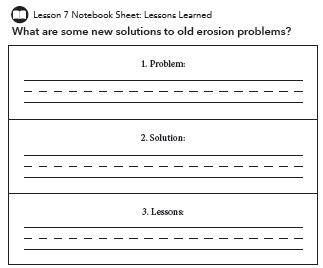 Lesson 7 Notebook Sheet: Lessons Learned
What are some new solutions to old erosion problems?
1. Problem:
2. Solution:
3. Lessons: